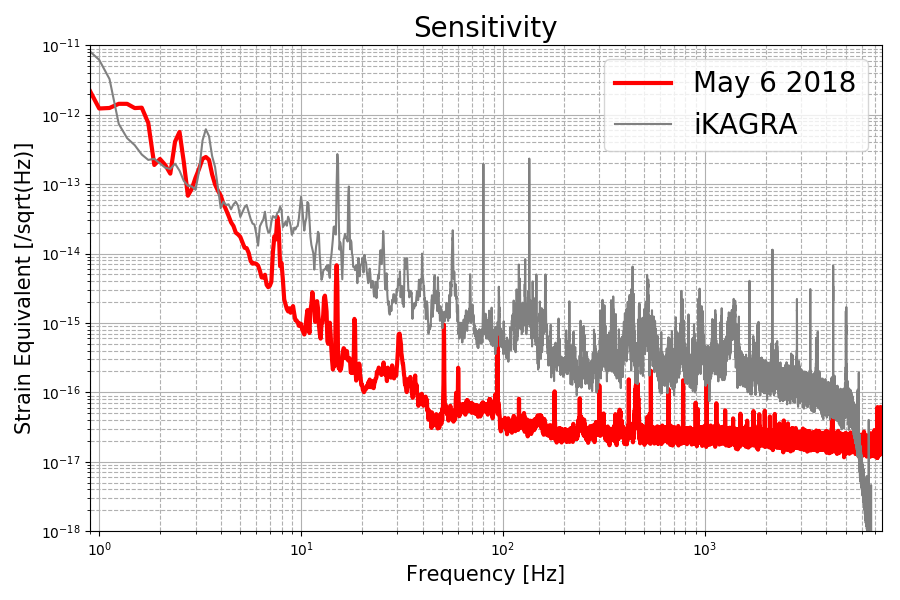 Sensitivity
Strain Equivalent [/sqrt(Hz)]
10⁻¹¹
10⁻¹²
10⁻¹³
10⁻¹⁴
10⁻¹⁵
10⁻¹⁶
10⁻¹⁷
10⁻¹⁸
May 6 2018
iKAGRA
10⁰ 10¹ 10² 10³
Frequency [Hz]